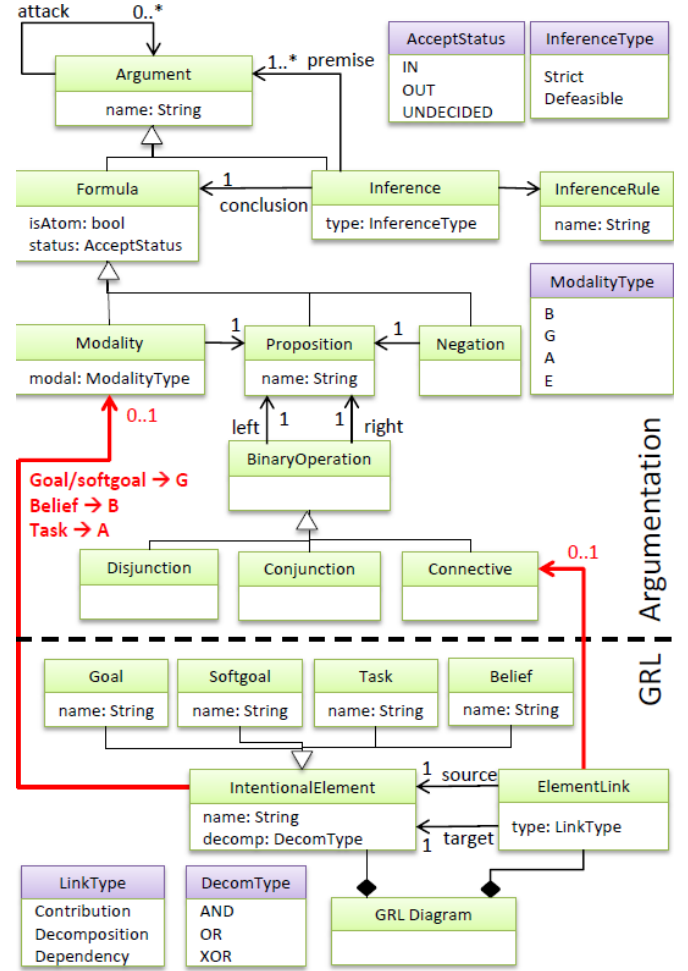 attack
0..*
Argument
name: String
1..* premise
AcceptStatus
IN
OUT
UNDECIDED
InferenceType
Strict
Defeasible
Formula
isAtom: bool
status: AcceptStatus
1
conclusion
Inference
type: InferenceType
InferenceRule
name: String
ModalityType
B
G
A
E
Modality
modal: ModalityType
1
Proposition
name: String
1
Negation
0..1
left
1
1
right
BinaryOperation
Goal/softgoal → G
Belief → B
Task → A
Disjunction
Conjunction
Connective
0..1
Argumentation
GRL
Goal
name: String
Softgoal
name: String
Task
name: String
Belief
name: String
IntentionalElement
name: String
decomp: DecomType
1
source
1
target
ElementLink
type: LinkType
LinkType
Contribution
Decomposition
Dependency
DecomType
AND
OR
XOR
GRL Diagram